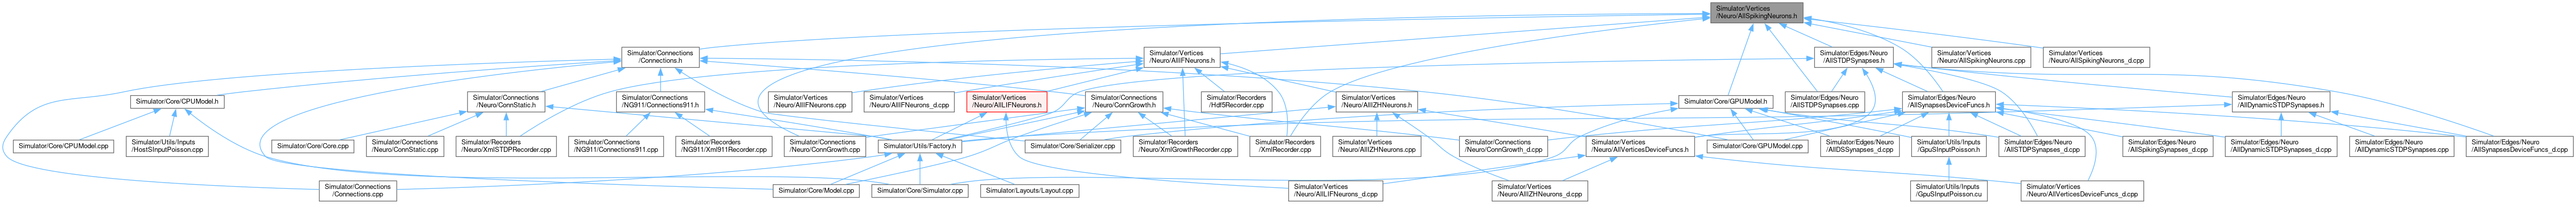 Simulator/Vertices
/Neuro/AllSpikingNeurons.h
Simulator/Connections
/Connections.h
Simulator/Vertices
/Neuro/AllIFNeurons.h
Simulator/Edges/Neuro
/AllSTDPSynapses.h
Simulator/Vertices
/Neuro/AllSpikingNeurons.cpp
Simulator/Vertices
/Neuro/AllSpikingNeurons_d.cpp
Simulator/Core/CPUModel.h
Simulator/Connections
/Neuro/ConnStatic.h
Simulator/Connections
/NG911/Connections911.h
Simulator/Vertices
/Neuro/AllIFNeurons.cpp
Simulator/Vertices
/Neuro/AllIFNeurons_d.cpp
Simulator/Vertices
/Neuro/AllLIFNeurons.h
Simulator/Connections
/Neuro/ConnGrowth.h
Simulator/Recorders
/Hdf5Recorder.cpp
Simulator/Vertices
/Neuro/AllIZHNeurons.h
Simulator/Core/GPUModel.h
Simulator/Edges/Neuro
/AllSTDPSynapses.cpp
Simulator/Edges/Neuro
/AllSynapsesDeviceFuncs.h
Simulator/Edges/Neuro
/AllDynamicSTDPSynapses.h
Simulator/Core/CPUModel.cpp
Simulator/Utils/Inputs
/HostSInputPoisson.cpp
Simulator/Core/Core.cpp
Simulator/Connections
/Neuro/ConnStatic.cpp
Simulator/Recorders
/Neuro/XmlSTDPRecorder.cpp
Simulator/Connections
/NG911/Connections911.cpp
Simulator/Recorders
/NG911/Xml911Recorder.cpp
Simulator/Connections
/Neuro/ConnGrowth.cpp
Simulator/Utils/Factory.h
Simulator/Core/Serializer.cpp
Simulator/Recorders
/Neuro/XmlGrowthRecorder.cpp
Simulator/Recorders
/XmlRecorder.cpp
Simulator/Vertices
/Neuro/AllIZHNeurons.cpp
Simulator/Connections
/Neuro/ConnGrowth_d.cpp
Simulator/Vertices
/Neuro/AllVerticesDeviceFuncs.h
Simulator/Core/GPUModel.cpp
Simulator/Edges/Neuro
/AllDSSynapses_d.cpp
Simulator/Utils/Inputs
/GpuSInputPoisson.h
Simulator/Edges/Neuro
/AllSTDPSynapses_d.cpp
Simulator/Edges/Neuro
/AllSpikingSynapses_d.cpp
Simulator/Edges/Neuro
/AllDynamicSTDPSynapses_d.cpp
Simulator/Edges/Neuro
/AllDynamicSTDPSynapses.cpp
Simulator/Edges/Neuro
/AllSynapsesDeviceFuncs_d.cpp
Simulator/Connections
/Connections.cpp
Simulator/Core/Model.cpp
Simulator/Core/Simulator.cpp
Simulator/Layouts/Layout.cpp
Simulator/Vertices
/Neuro/AllLIFNeurons_d.cpp
Simulator/Vertices
/Neuro/AllIZHNeurons_d.cpp
Simulator/Utils/Inputs
/GpuSInputPoisson.cu
Simulator/Vertices
/Neuro/AllVerticesDeviceFuncs_d.cpp